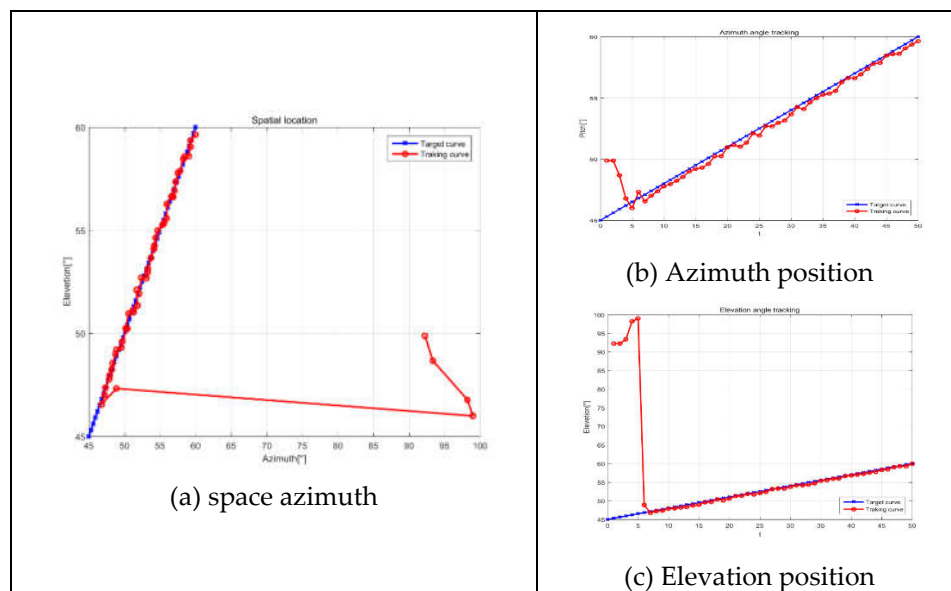 Spatial location
60
55
50
45
Elevetion[°]
Target curve
Traking curve
45 50 55 60 65 70 75 80 85 90 95 100
Azimuth[°]
(a) space azimuth
Azimuth angle tracking
60
55
50
45
Pitch[°]
Target curve
Tracking curve
0 5 10 15 20 25 30 35 40 45 50
t
(b) Azimuth position
Elevation angle tracking
100
95
90
85
80
75
70
65
60
55
50
45
Elevation[°]
Target curve
Traking curve
0 5 10 15 20 25 30 35 40 45 50
t
(c) Elevation position